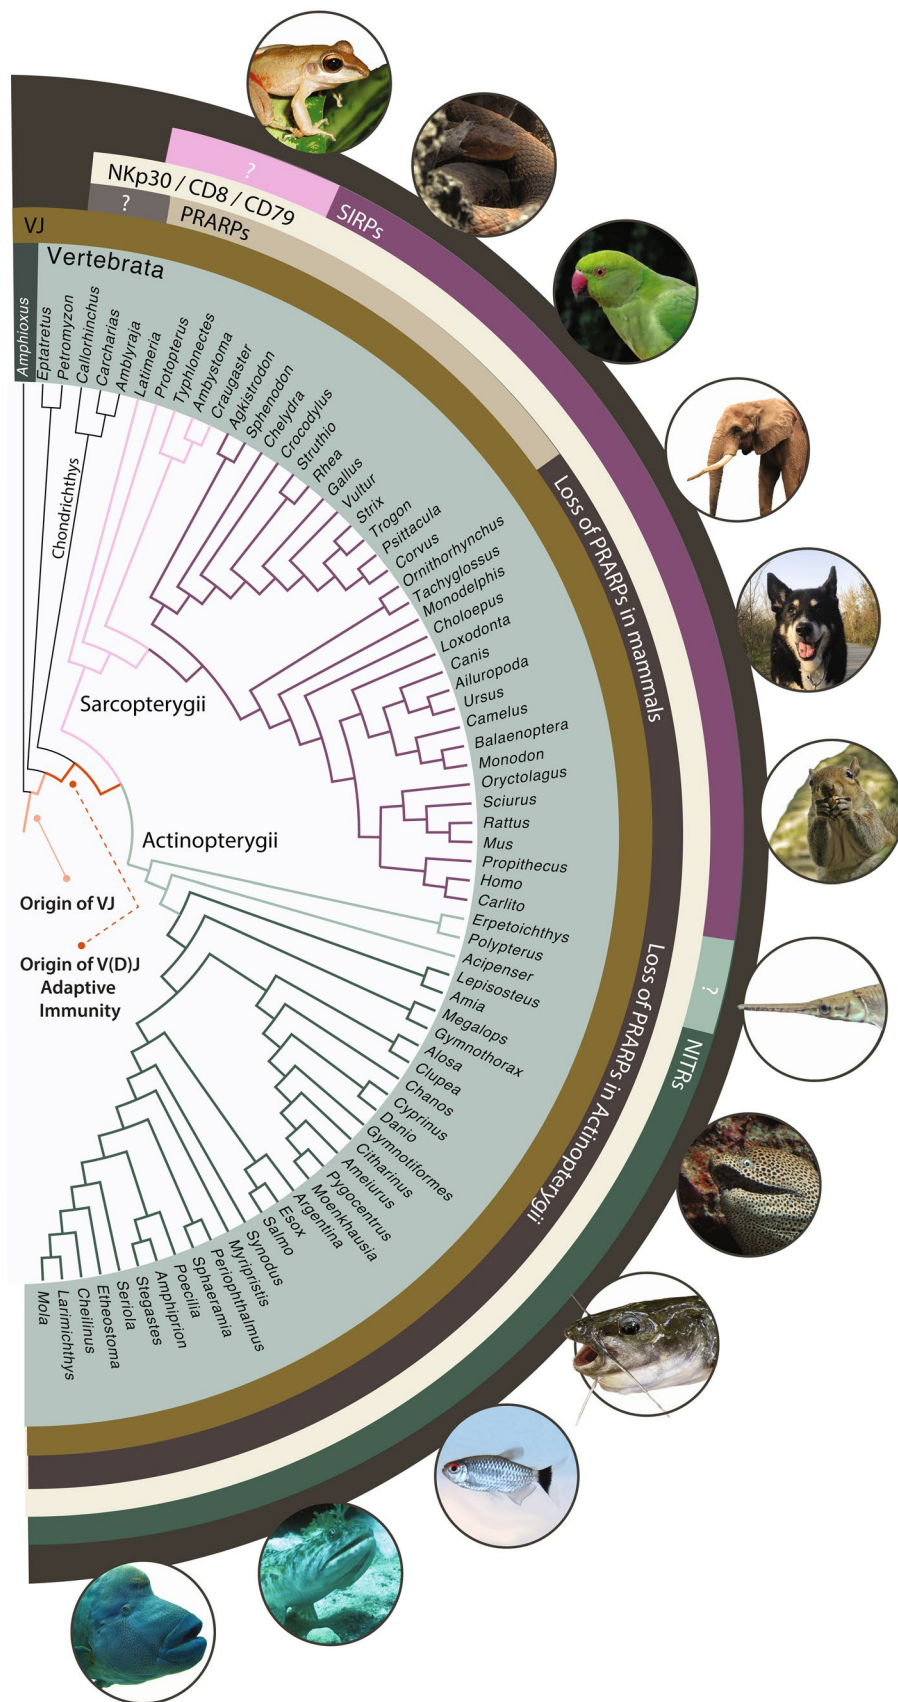 ?
NKp30 / CD8 / CD79
SIRPs
?
PRARPs
VJ
Vertebrata
Amphioxus
Eptatretus
Petromyzon
Callorhinchus
Carcharias
Amblyraja
Latimeria
Protopterus
Typhlonectes
Ambystoma
Craugaster
Agkistrodon
Sphenodon
Chelydra
Crocodylus
Struthio
Rhea
Gallus
Vultur
Strix
Trogon
Psittacula
Corvus
Ornithorhynchus
Tachyglossus
Monodelphis
Choloepus
Loxodonta
Canis
Ailuropoda
Ursus
Camelus
Balaenoptera
Monodon
Oryctolagus
Sciurus
Rattus
Mus
Propithecus
Homo
Carlito
Erpetoichthys
Polypterus
Acipenser
Lepisosteus
Amia
Megalops
Gymnothorax
Alosa
Clupea
Chanos
Cyprinus
Danio
Gymnotiformes
Citharinus
Ameiurus
Pygocentrus
Moenkhausia
Argentina
Esox
Salmo
Synodus
Myripristis
Periophthalmus
Sphaeramia
Poecilia
Amphiprion
Stegastes
Seriola
Etheostoma
Cheilinus
Larimichthys
Mola
Loss of PRARPs in mammals
Loss of PRARPs in Actinopterygii
?
NITRs
Chondrichthys
Sarcopterygii
Actinopterygii
Origin of VJ
Origin of V(D)J
Adaptive
Immunity